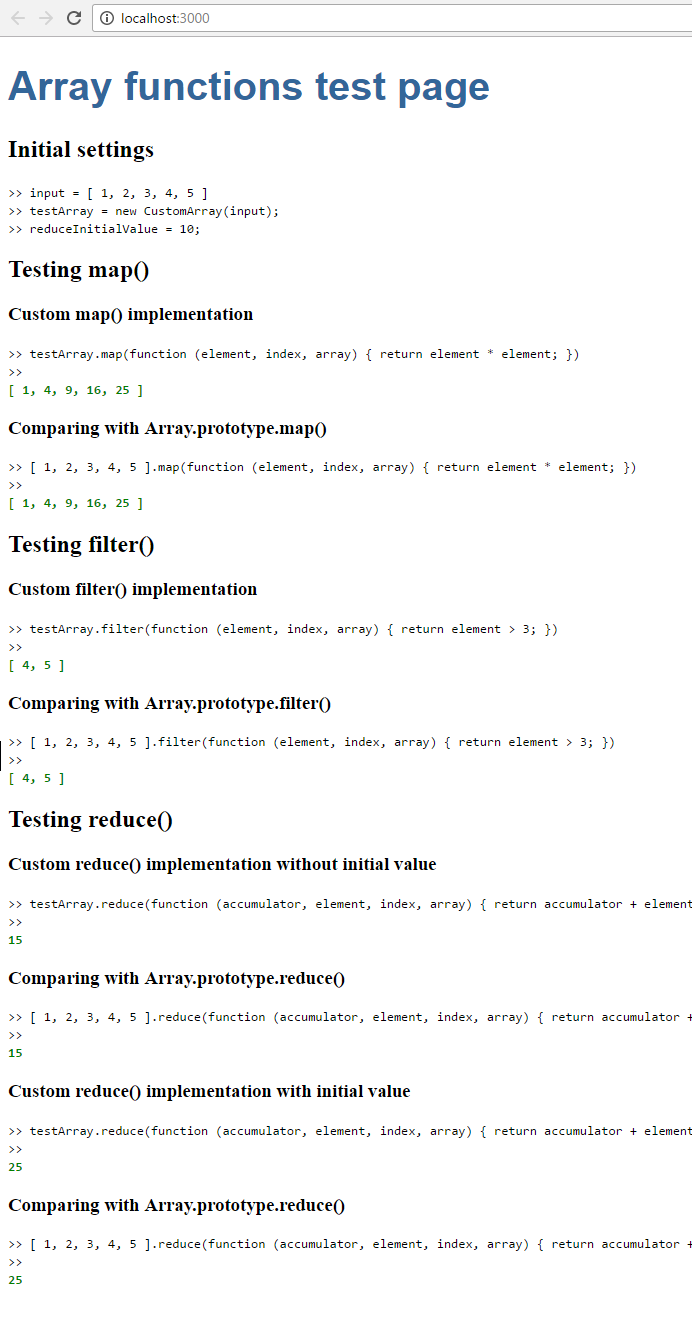 localhost:3000
Array functions test page
Initial settings
>> input = [ 1, 2, 3, 4, 5 ]
>> testArray = new CustomArray(input);
>> reduceInitialValue = 10;
Testing map()
Custom map() implementation
>> testArray.map(function (element, index, array) { return element * element; })
>>
[ 1, 4, 9, 16, 25 ]
Comparing with Array.prototype.map()
>> [ 1, 2, 3, 4, 5 ].map(function (element, index, array) { return element * element; })
>>
[ 1, 4, 9, 16, 25 ]
Testing filter()
Custom filter() implementation
>> testArray.filter(function (element, index, array) { return element > 3; })
>>
[ 4, 5 ]
Comparing with Array.prototype.filter()
>> [ 1, 2, 3, 4, 5 ].filter(function (element, index, array) { return element > 3; })
>>
[ 4, 5 ]
Testing reduce()
Custom reduce() implementation without initial value
>> testArray.reduce(function (accumulator, element, index, array) { return accumulator + element
>>
15
Comparing with Array.prototype.reduce()
>> [ 1, 2, 3, 4, 5 ].reduce(function (accumulator, element, index, array) { return accumulator +
>>
15
Custom reduce() implementation with initial value
>> testArray.reduce(function (accumulator, element, index, array) { return accumulator + element
>>
25
Comparing with Array.prototype.reduce()
>> [ 1, 2, 3, 4, 5 ].reduce(function (accumulator, element, index, array) { return accumulator +
>>
25